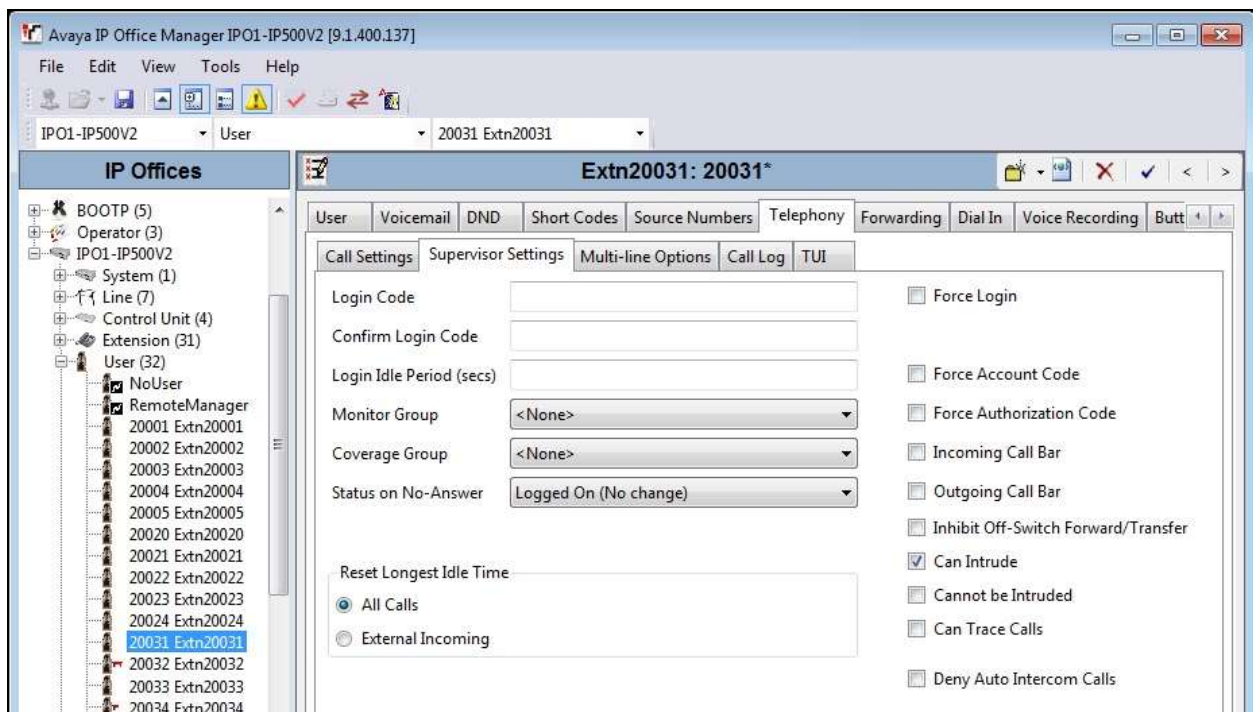 Avaya IP Office Manager IPO1-IP500V2 [9.1.400.137]
File Edit View Tools Help
IPO1-IP500V2 User 20031 Extn20031
IP Offices
BOOTP (5)
Operator (3)
IPO1-IP500V2
System (1)
Line (7)
Control Unit (4)
Extension (31)
User (32)
NoUser
RemoteManager
20001 Extn20001
20002 Extn20002
20003 Extn20003
20004 Extn20004
20005 Extn20005
20020 Extn20020
20021 Extn20021
20022 Extn20022
20023 Extn20023
20024 Extn20024
20031 Extn20031
20032 Extn20032
20033 Extn20033
20034 Extn20034
Extn20031: 20031*
User Voicemail DND Short Codes Source Numbers Telephony Forwarding Dial In Voice Recording Butt
Call Settings Supervisor Settings Multi-line Options Call Log TUI
Login Code
Confirm Login Code
Login Idle Period (secs)
Monitor Group <None>
Coverage Group <None>
Status on No-Answer Logged On (No change)
Reset Longest Idle Time
All Calls
External Incoming
Force Login
Force Account Code
Force Authorization Code
Incoming Call Bar
Outgoing Call Bar
Inhibit Off-Switch Forward/Transfer
Can Intrude
Cannot be Intruded
Can Trace Calls
Deny Auto Intercom Calls